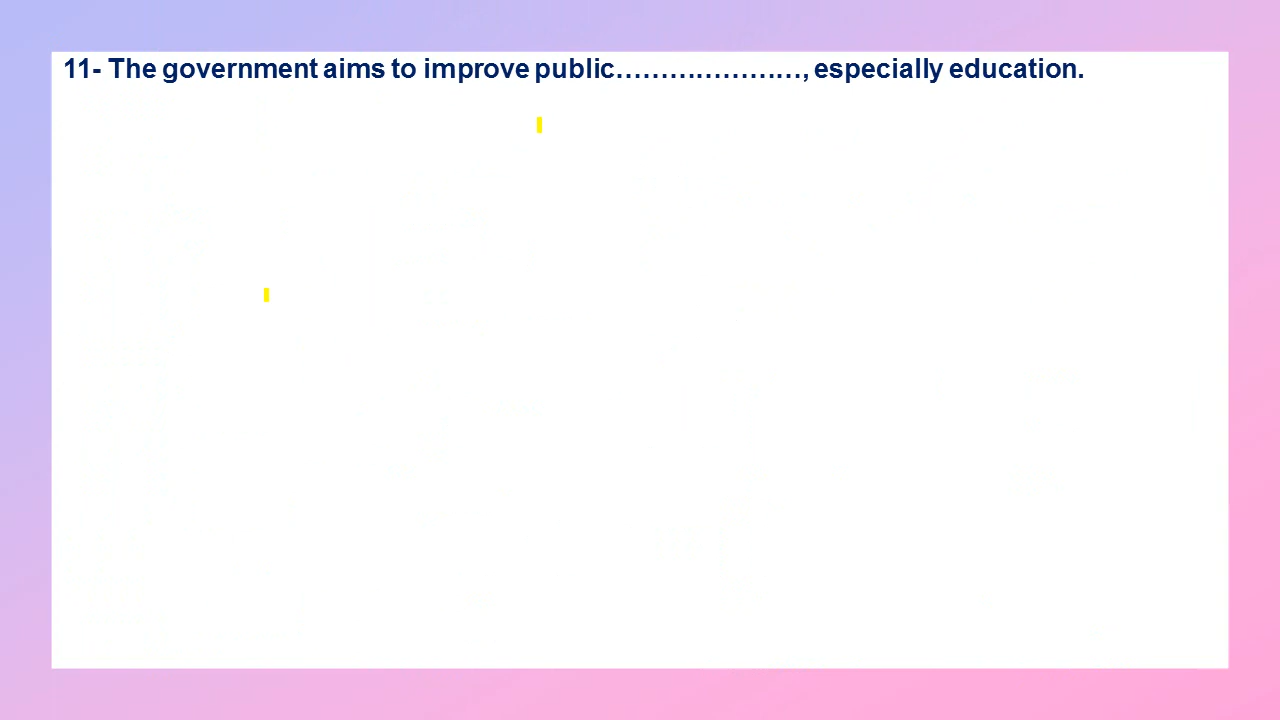 11- The government aims to improve public…………………, especially education.